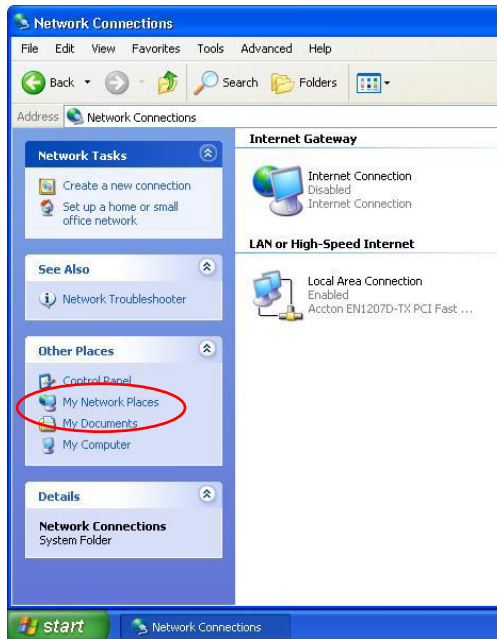 Network Connections
File Edit View Favorites Tools Advanced Help
Back Search Folders
Address Network Connections
Network Tasks
Create a new connection
Set up a home or small
office network
See Also
Network Troubleshooter
Other Places
Control Panel
My Network Places
My Documents
My Computer
Details
Network Connections
System Folder
Internet Gateway
Internet Connection
Disabled
Internet Connection
LAN or High-Speed Internet
Local Area Connection
Enabled
Accton EN1207D-TX PCI Fast ...
start Network Connections